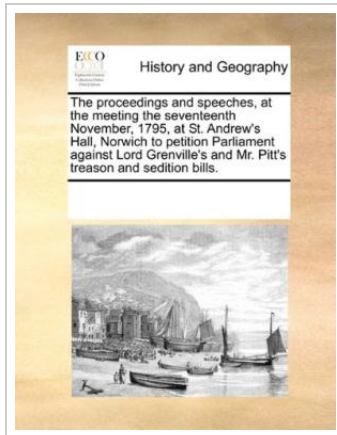 ECCO
History and Geography
The proceedings and speeches, at
the meeting the seventeenth
November, 1795, at St. Andrew's
Hall, Norwich to petition Parliament
against Lord Grenville's and Mr. Pitt's
treason and sedition bills.